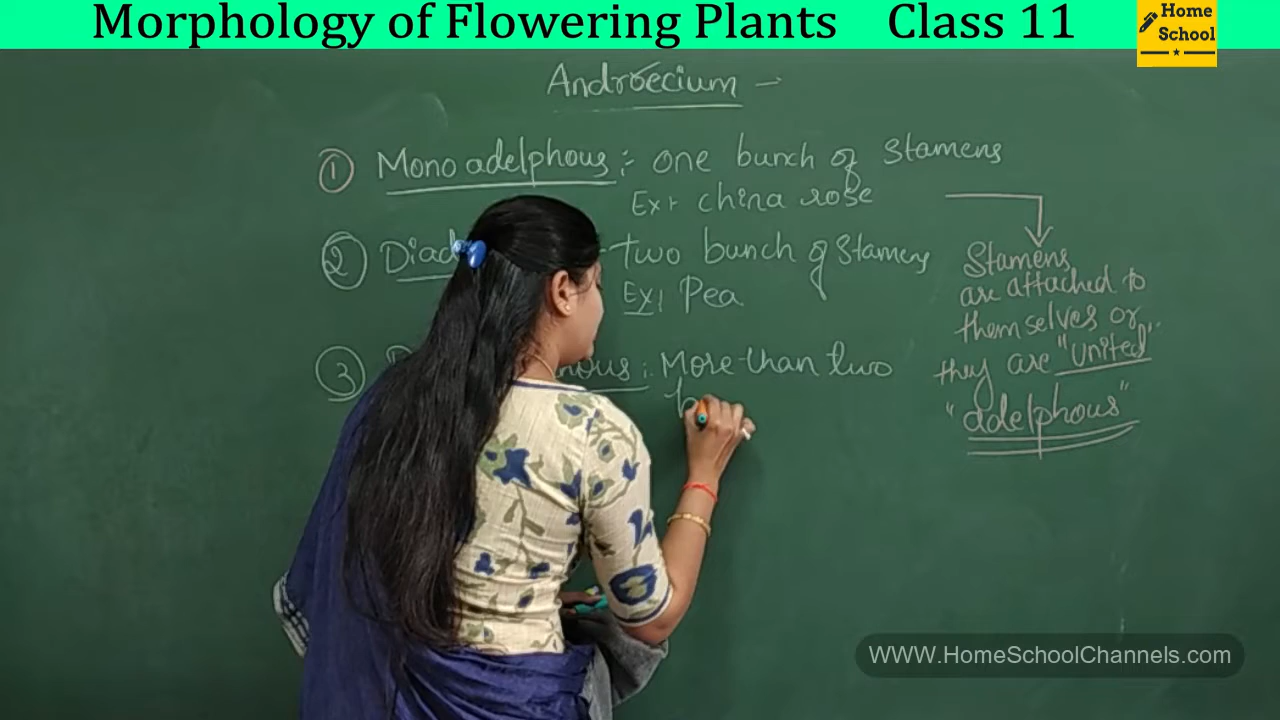 Morphology of Flowering Plants Class 11
Home
School
Androecium →
① Monoadelphous :- one bunch of stamens
Ex:- china rose
② Diad - Two bunch of stamens
Ex; Pea
③ nous : More than two
b
Stamens
are attached to
themselves or,
they are "United"
"adelphous"
WWW.HomeSchoolChannels.com